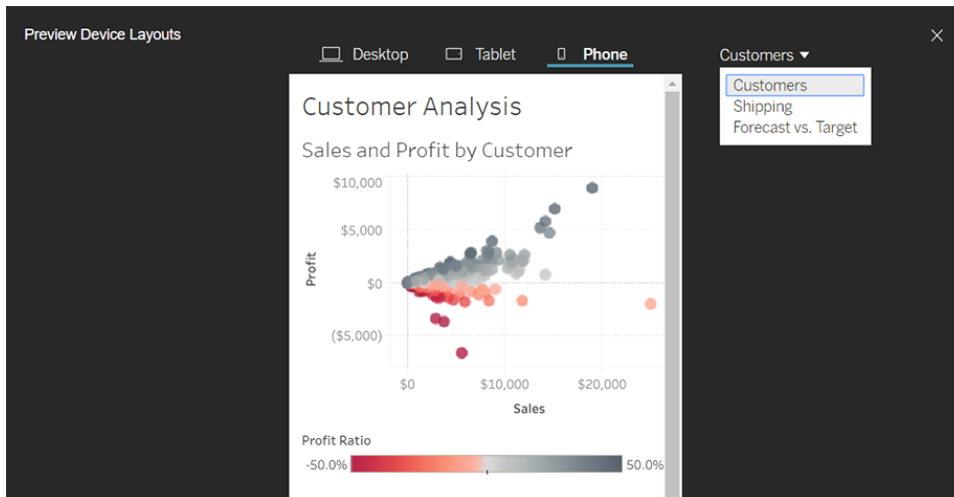 Preview Device Layouts
Desktop
Tablet
Phone
Customers
Customers
Shipping
Forecast vs. Target
Customer Analysis
Sales and Profit by Customer
$10,000
$5,000
$0
($5,000)
Profit
$0
$10,000
$20,000
Sales
Profit Ratio
-50.0%
50.0%